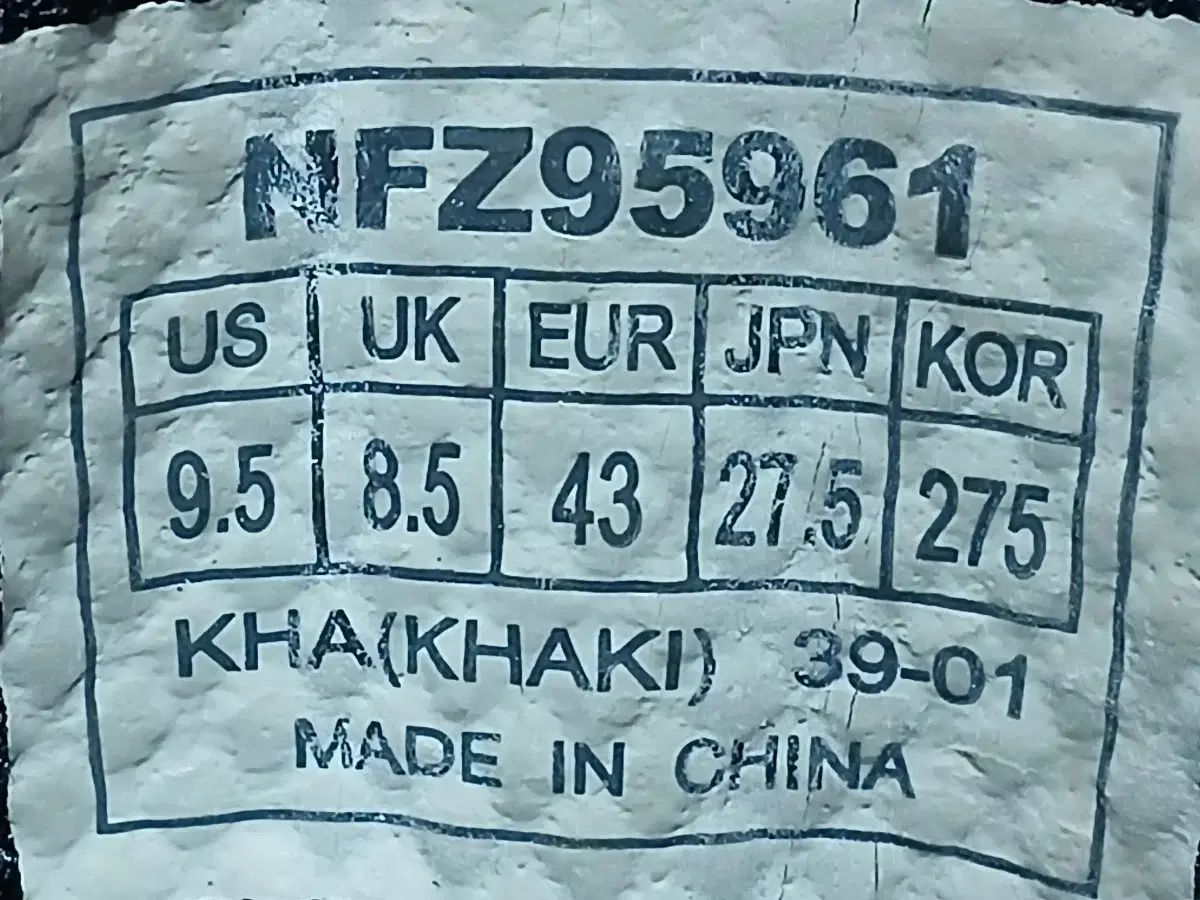 NFZ95961
US UK EUR JPN KOR
9.5 8.5 43 27.5 275
KHA(KHAKI) 39-01
MADE IN CHINA